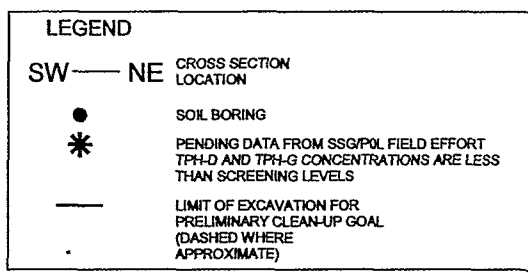 LEGEND
SW NE CROSS SECTION
LOCATION
SOIL BORING
PENDING DATA FROM SSG/POL FIELD EFFORT
TPH-D AND TPH-G CONCENTRATIONS ARE LESS
THAN SCREENING LEVELS
LIMIT OF EXCAVATION FOR
PRELIMINARY CLEAN-UP GOAL
(DASHED WHERE
APPROXIMATE)